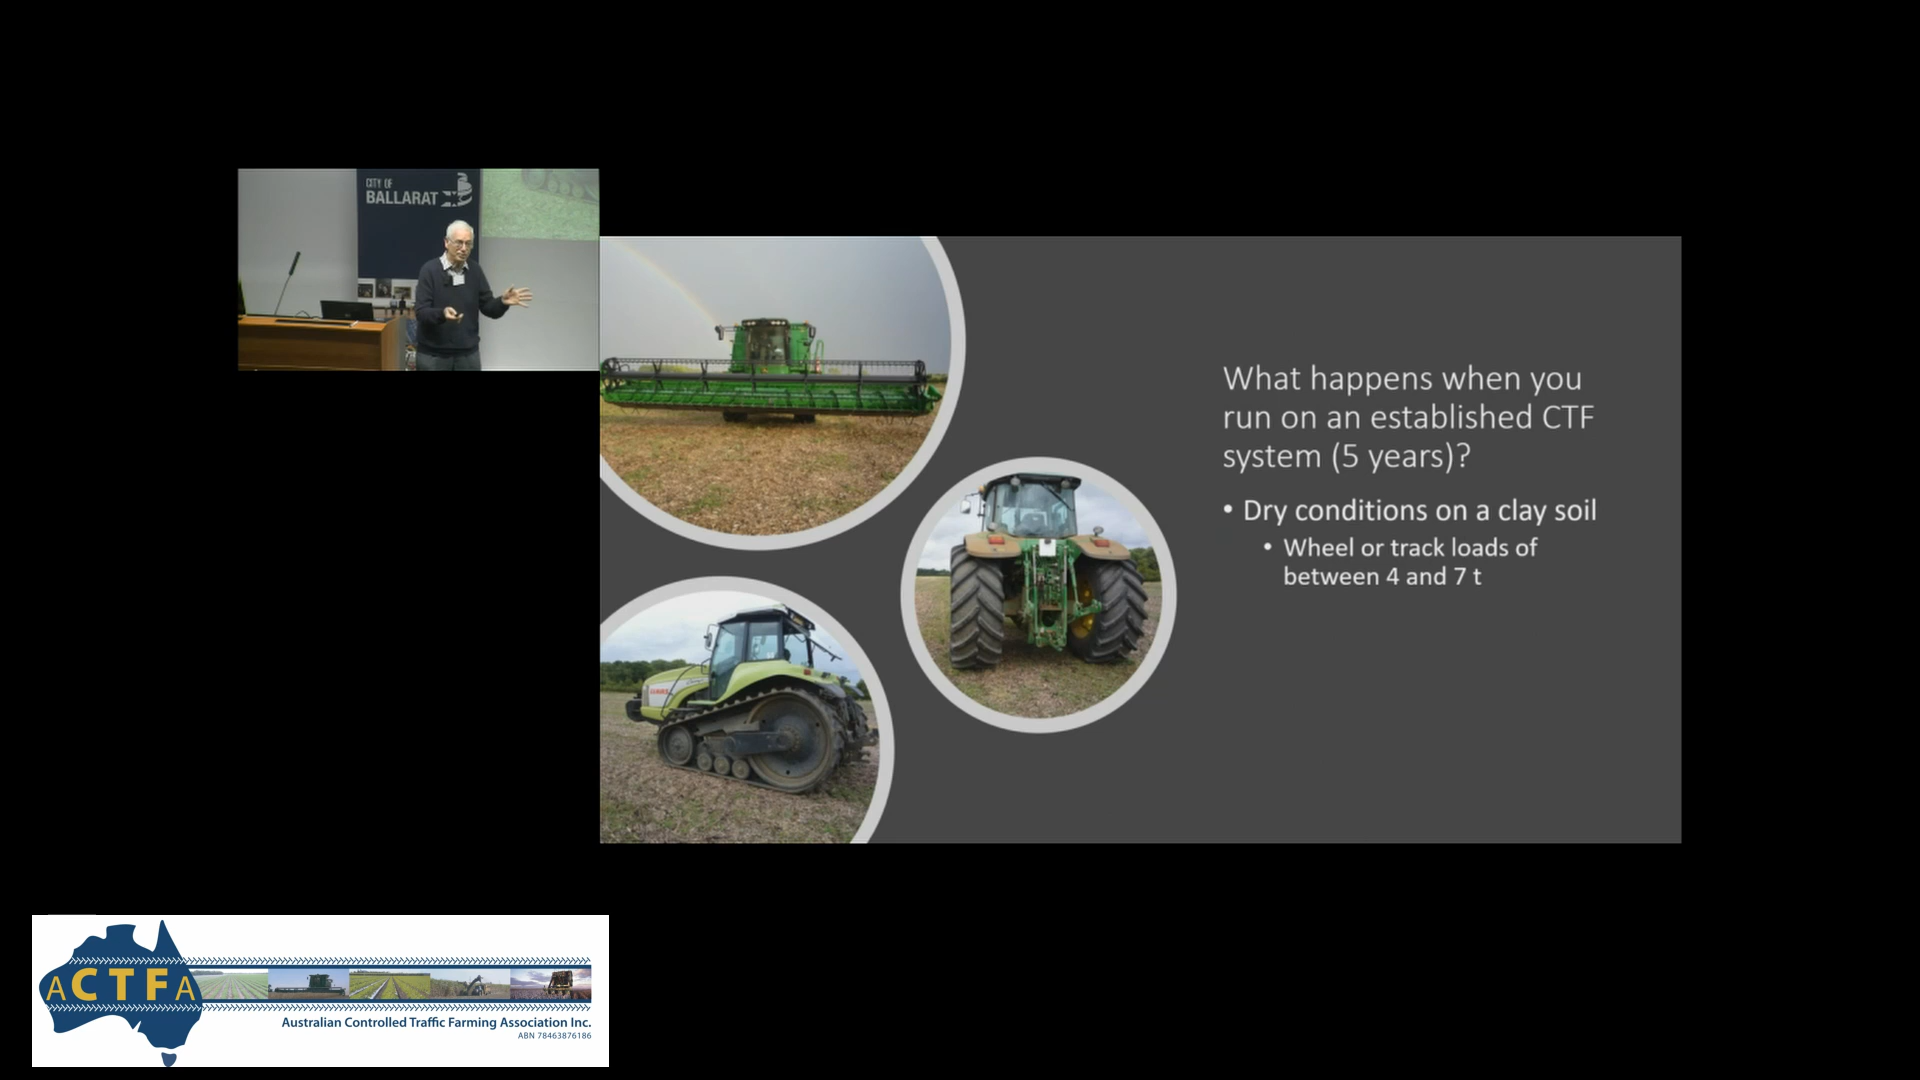 CITY OF
BALLARAT
What happens when you
run on an established CTF
system (5 years)?
• Dry conditions on a clay soil
• Wheel or track loads of
between 4 and 7 t
CLAAS
ACTFA
Australian Controlled Traffic Farming Association Inc.
ABN 78463876186